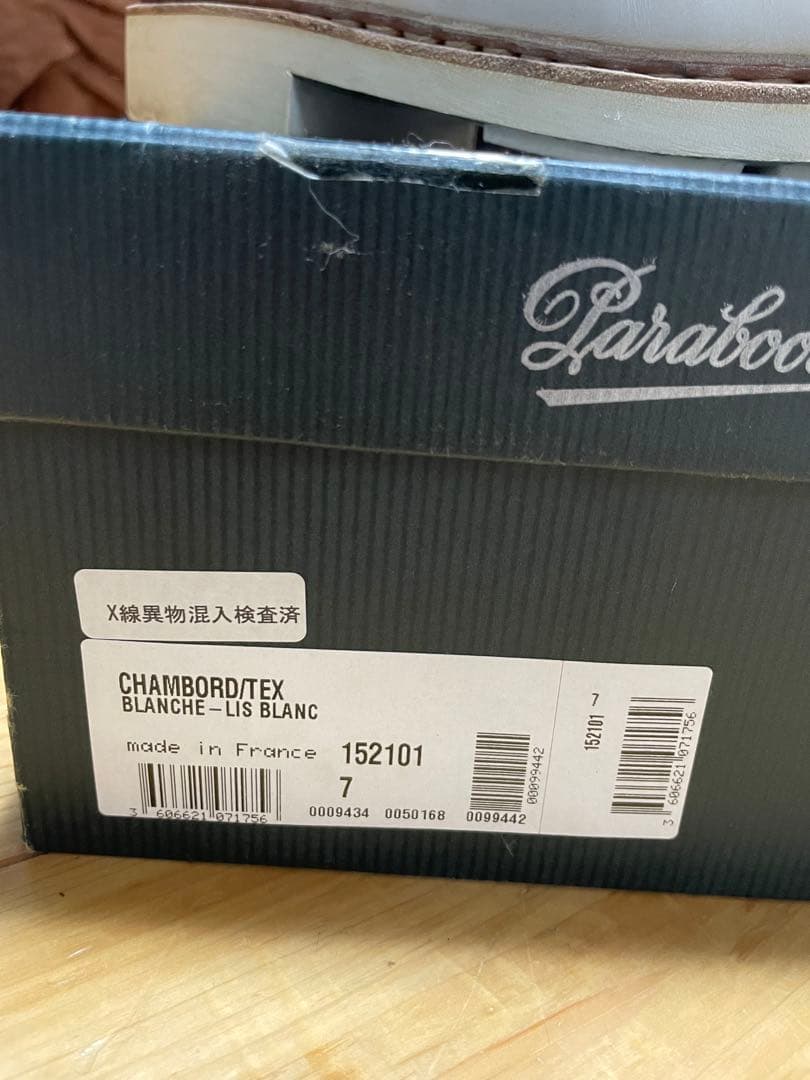 Paraboo
X線異物混入検査済
CHAMBORD/TEX
BLANCHE-LIS BLANC
made in France 152101
7
3 606621 071756
0009434 0050168 0099442
00099442
7
152101
3 606621 071756